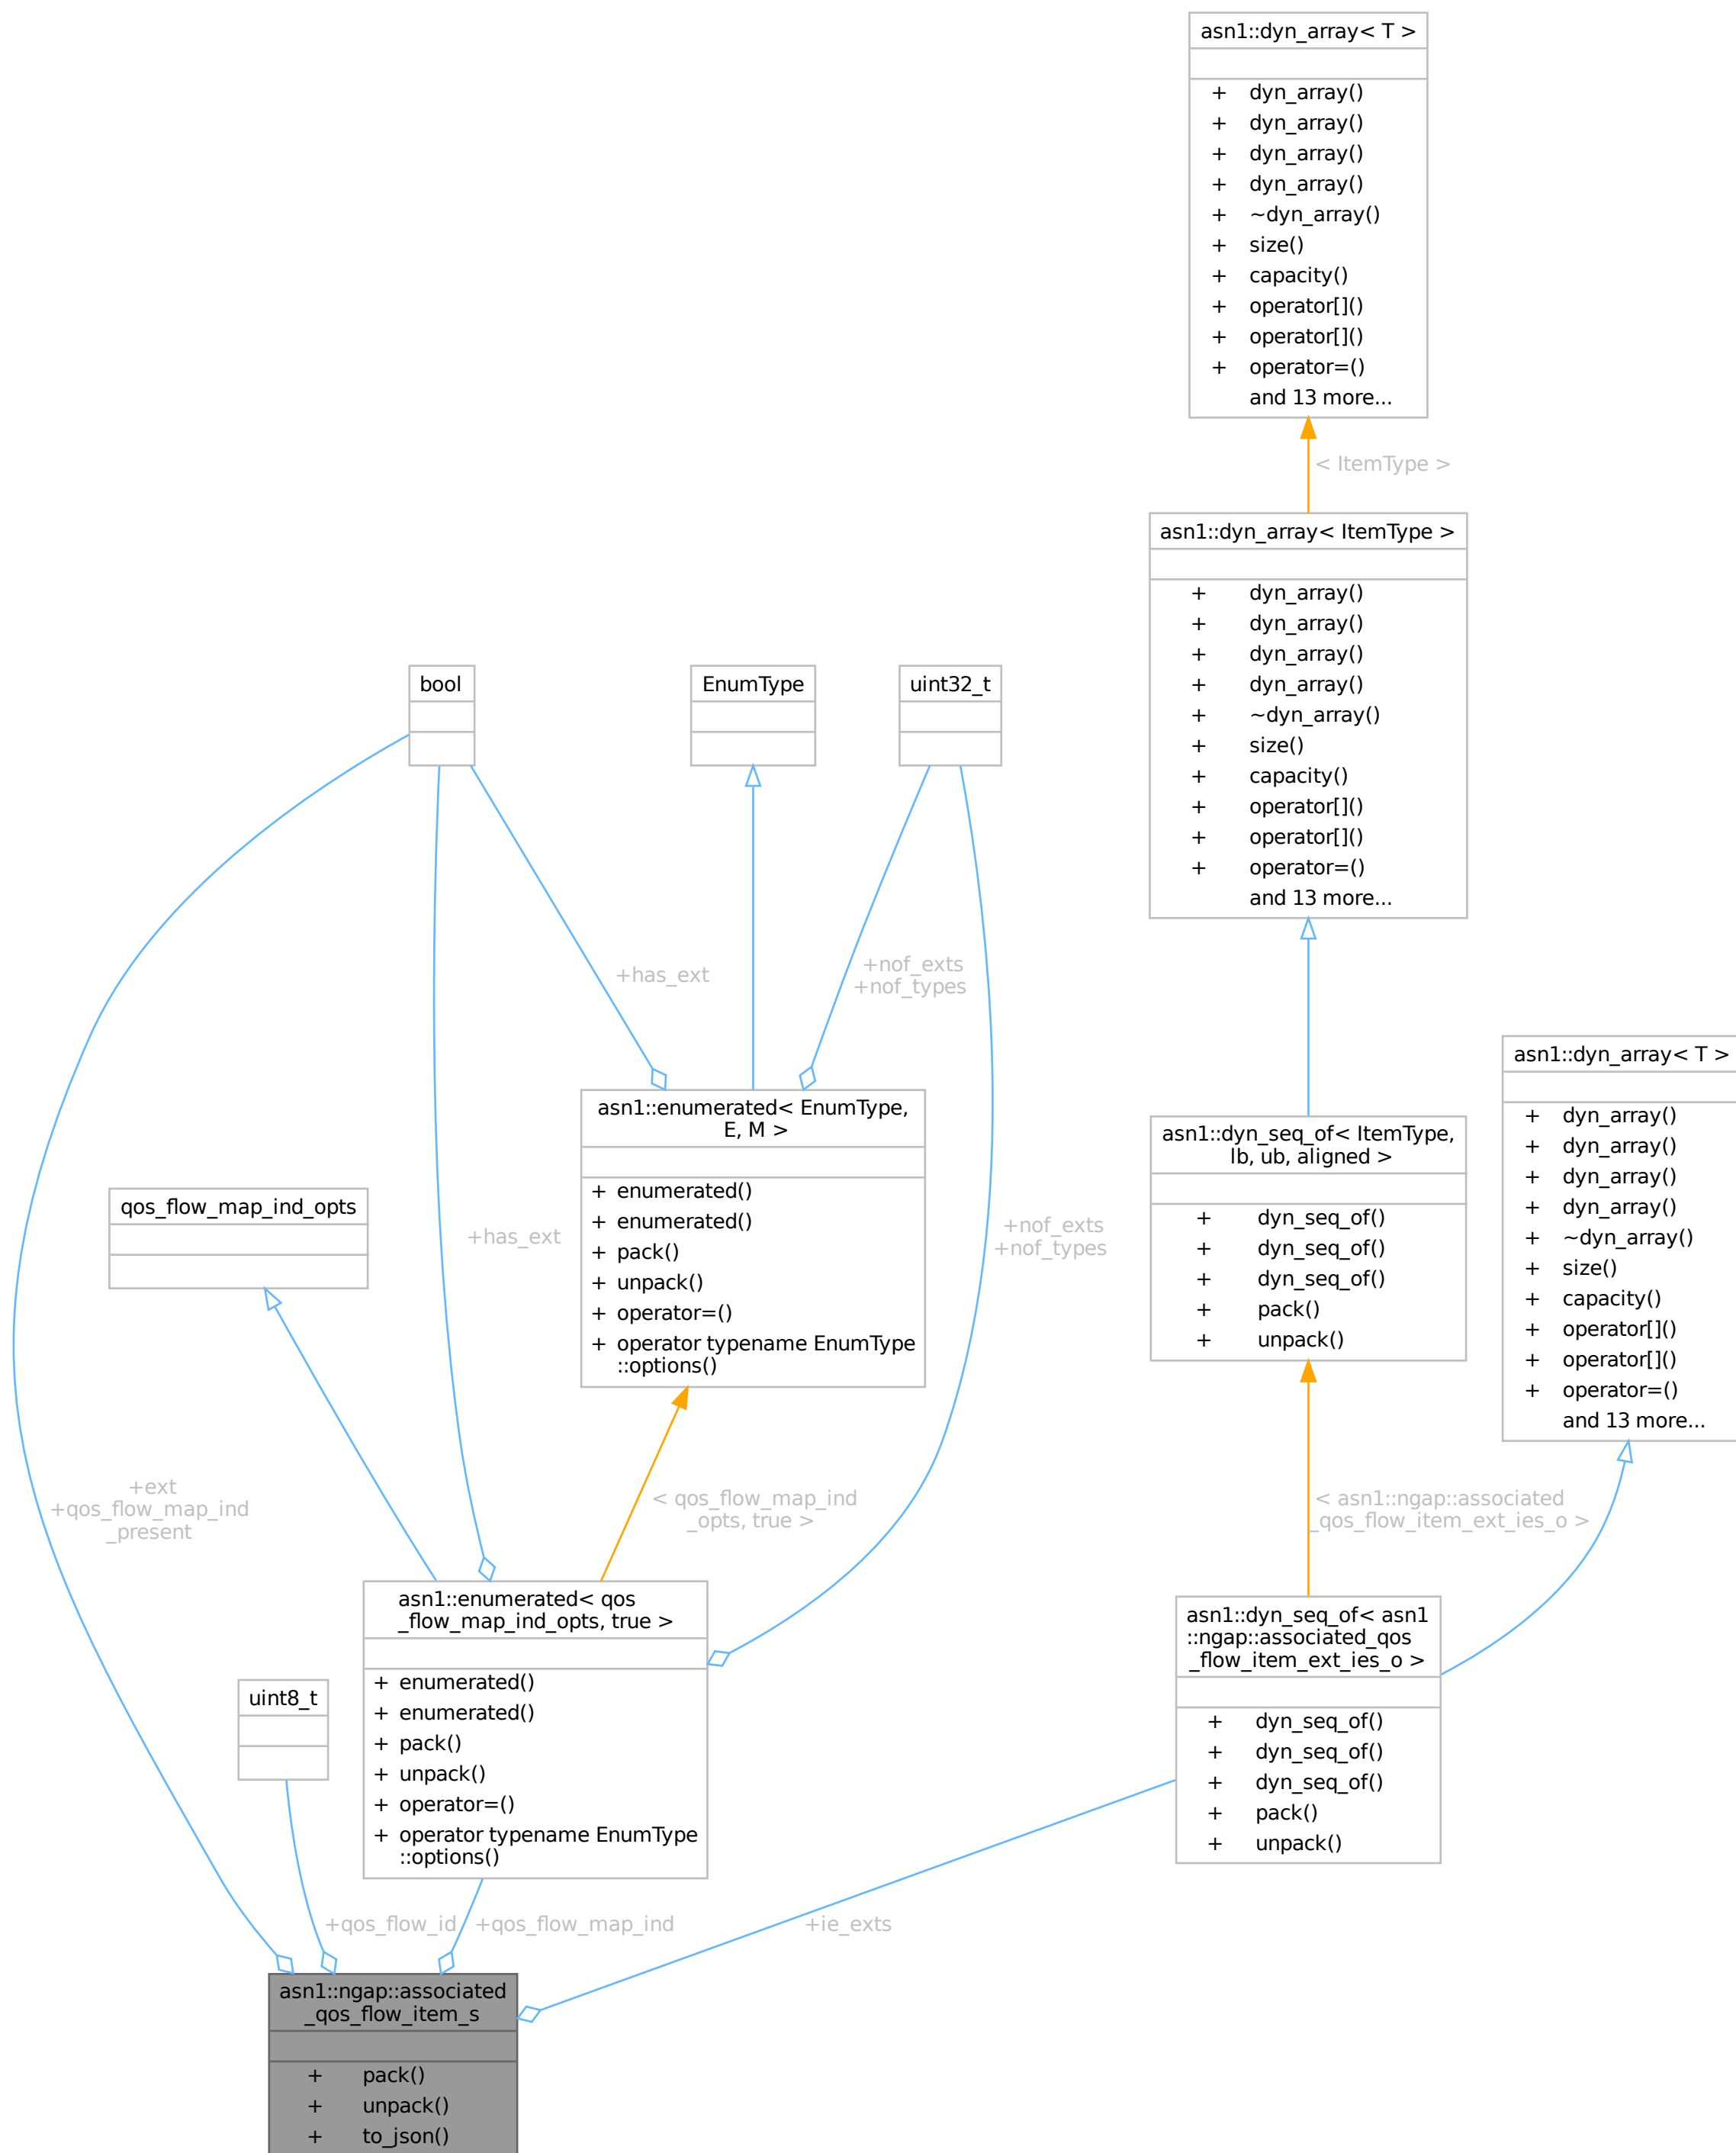 asn1::dyn_array< T >
+ dyn_array()
+ dyn_array()
+ dyn_array()
+ dyn_array()
+ ~dyn_array()
+ size()
+ capacity()
+ operator[]()
+ operator[]()
+ operator=()
and 13 more...
< ItemType >
asn1::dyn_array< ItemType >
+ dyn_array()
+ dyn_array()
+ dyn_array()
+ dyn_array()
+ ~dyn_array()
+ size()
+ capacity()
+ operator[]()
+ operator[]()
+ operator=()
and 13 more...
bool
EnumType
uint32_t
+has_ext
+nof_exts
+nof_types
asn1::dyn_array< T >
+ dyn_array()
+ dyn_array()
+ dyn_array()
+ dyn_array()
+ ~dyn_array()
+ size()
+ capacity()
+ operator[]()
+ operator[]()
+ operator=()
and 13 more...
asn1::enumerated< EnumType,
E, M >
+ enumerated()
+ enumerated()
+ pack()
+ unpack()
+ operator=()
+ operator typename EnumType
::options()
asn1::dyn_seq_of< ItemType,
lb, ub, aligned >
+ dyn_seq_of()
+ dyn_seq_of()
+ dyn_seq_of()
+ pack()
+ unpack()
qos_flow_map_ind_opts
+has_ext
+nof_exts
+nof_types
+ext
+qos_flow_map_ind
_present
< qos_flow_map_ind
_opts, true >
< asn1::ngap::associated
_qos_flow_item_ext_ies_o >
asn1::enumerated< qos
_flow_map_ind_opts, true >
+ enumerated()
+ enumerated()
+ pack()
+ unpack()
+ operator=()
+ operator typename EnumType
::options()
asn1::dyn_seq_of< asn1
::ngap::associated_qos
_flow_item_ext_ies_o >
+ dyn_seq_of()
+ dyn_seq_of()
+ dyn_seq_of()
+ pack()
+ unpack()
uint8_t
+qos_flow_id
+qos_flow_map_ind
+ie_exts
asn1::ngap::associated
_qos_flow_item_s
+ pack()
+ unpack()
+ to_json()